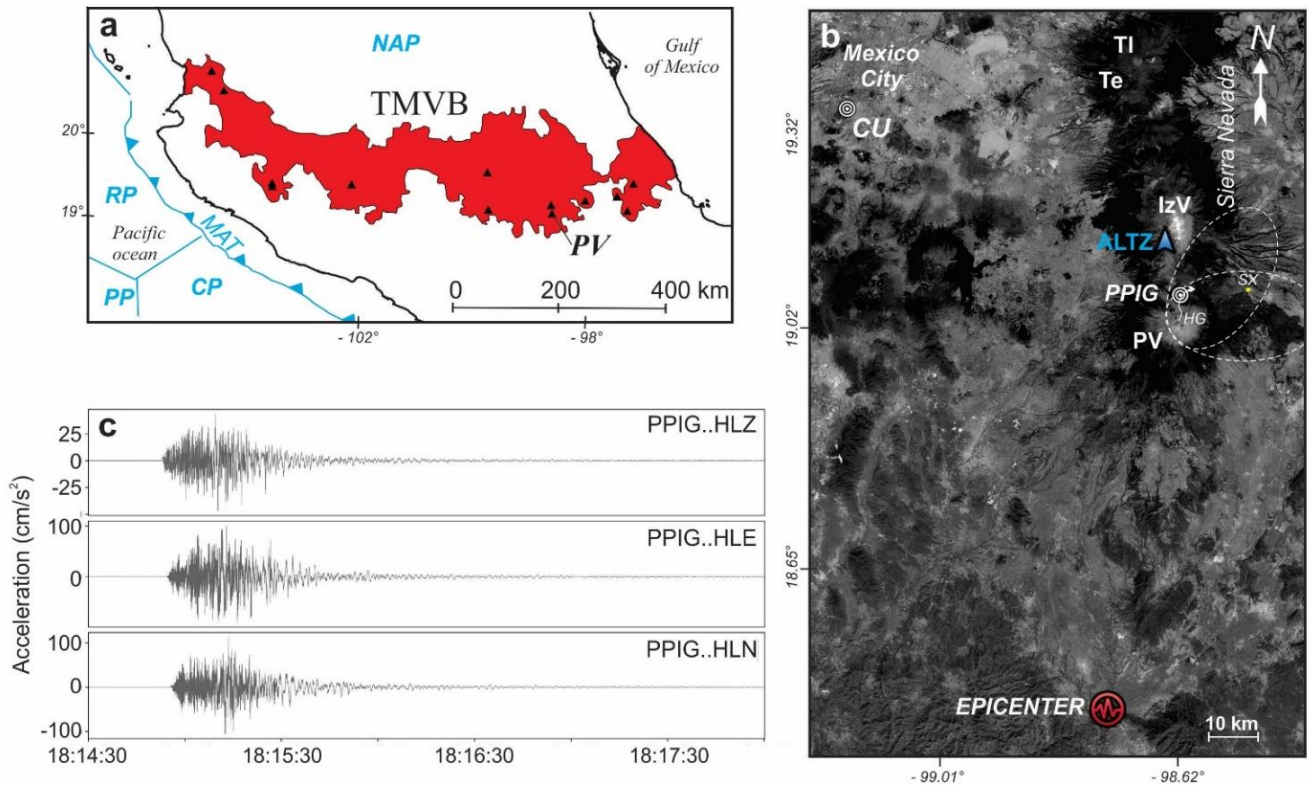 a
NAP
Gulf
of Mexico
TMVB
20°
19°
RP
MAT
Pacific
ocean
PV
PP
CP
0 200 400 km
- 102
- 98°
b
Mexico
City
CU
Tl
Te
N
Sierra Nevada
19.32°
IzV
ALTZ
PPIG
SX
HG
19.02°
PV
18.65°
EPICENTER
10 km
- 99.01°
- 98.62°
c
Acceleration (cm/s²)
25
0
-25
PPIG..HLZ
100
0
PPIG..HLE
100
0
-100
PPIG..HLN
18:14:30 18:15:30 18:16:30 18:17:30